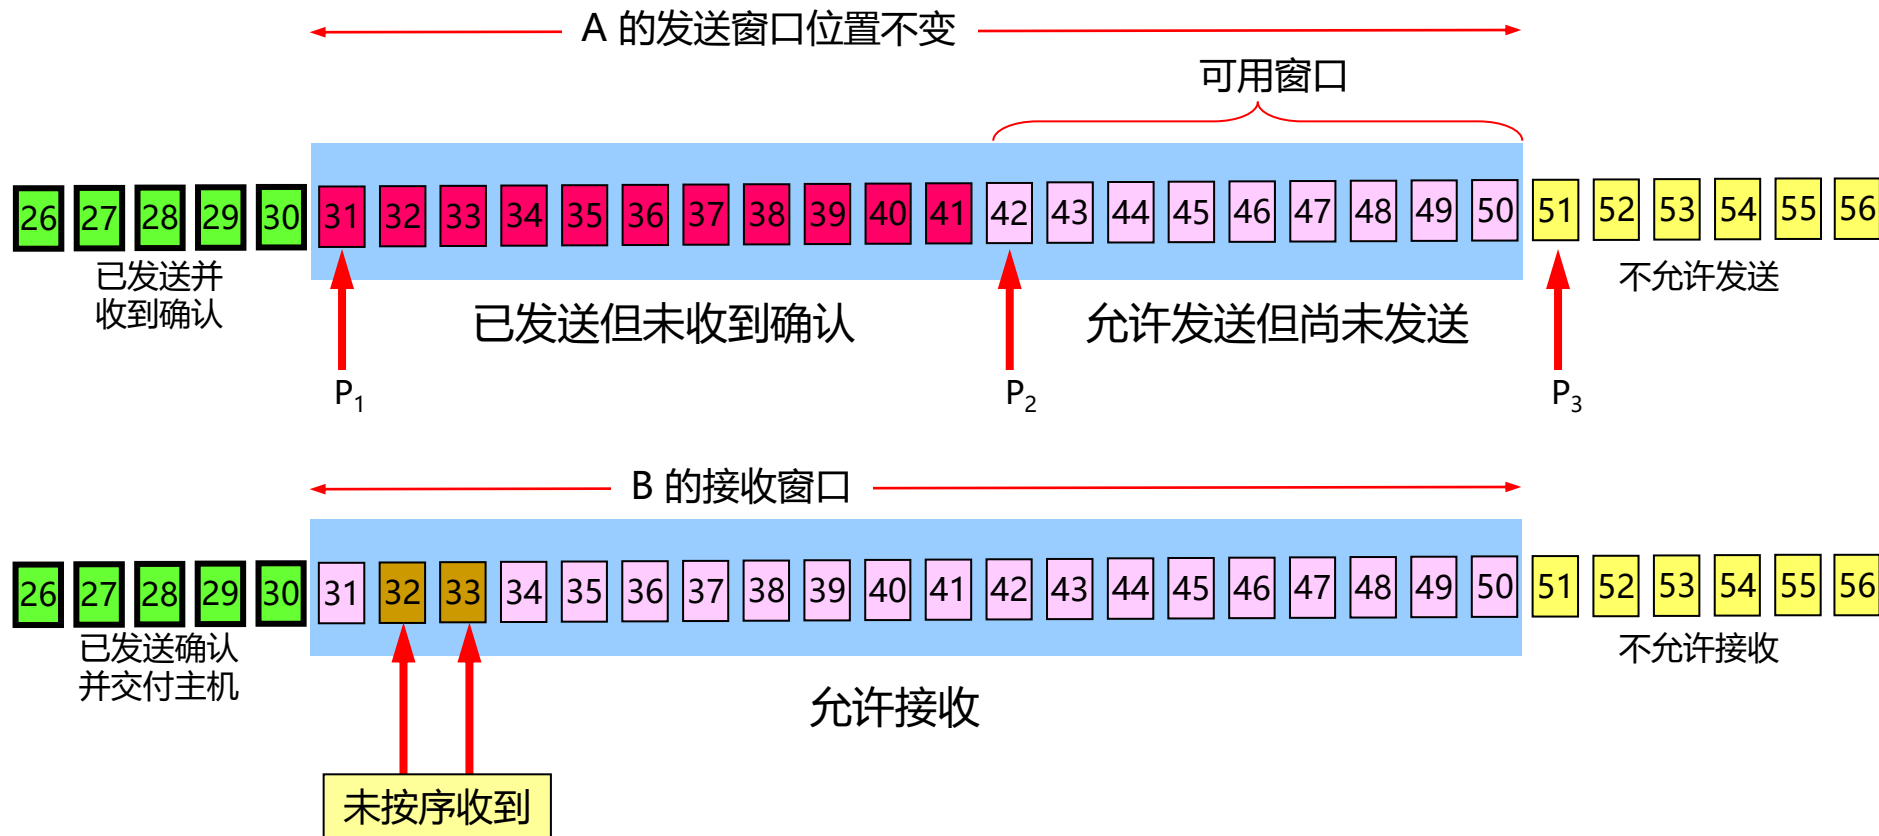 A 的发送窗口位置不变
可用窗口
26 27 28 29 30 31 32 33 34 35 36 37 38 39 40 41 42 43 44 45 46 47 48 49 50 51 52 53 54 55 56
已发送并
收到确认
已发送但未收到确认
允许发送但尚未发送
不允许发送
P1
P2
P3
B 的接收窗口
26 27 28 29 30 31 32 33 34 35 36 37 38 39 40 41 42 43 44 45 46 47 48 49 50 51 52 53 54 55 56
已发送确认
并交付主机
允许接收
不允许接收
未按序收到